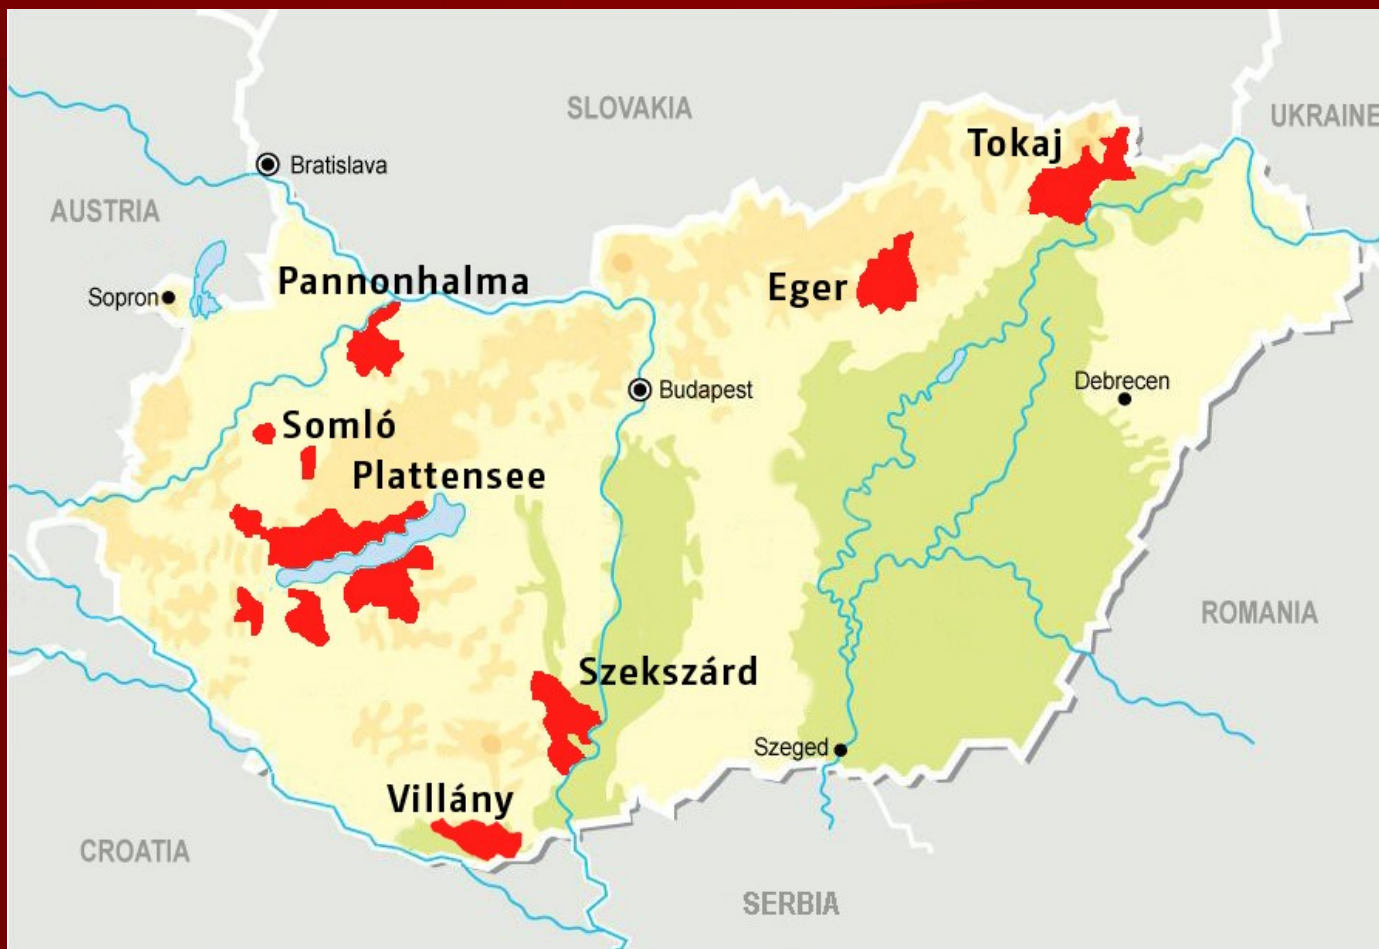 SLOVAKIA
UKRAINE
Tokaj
Bratislava
AUSTRIA
Pannonhalma
Eger
Sopron
Budapest
Debrecen
Somló
Plattensee
ROMANIA
Szekszárd
Szeged
Villány
CROATIA
SERBIA